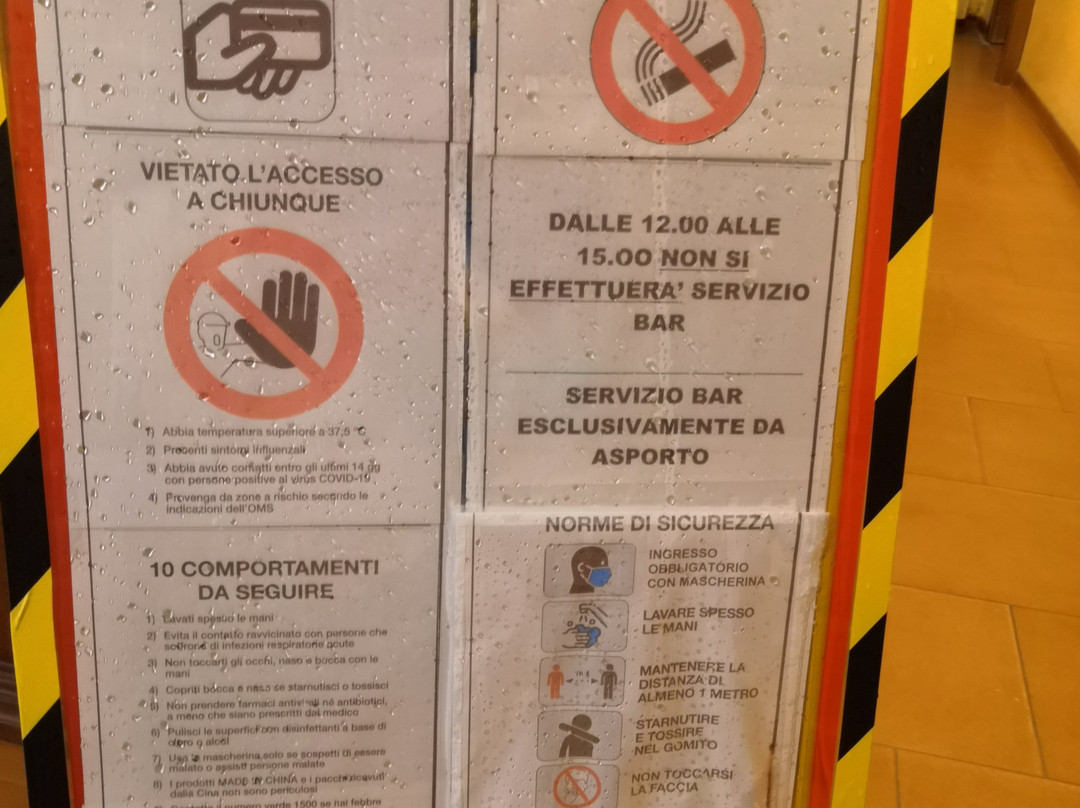 VIETATO L'ACCESSO
A CHIUNQUE
1) Abbia temperatura superiore a 37,5 °C
2) Presenti sintomi influenzali
3) Abbia avuto contatti entro gli ultimi 14 gg
con persone positive al virus COVID-19
4) Provenga da zone a rischio secondo le
indicazioni dell'OMS
10 COMPORTAMENTI
DA SEGUIRE
1) Lavati spesso le mani
2) Evita il contatto ravvicinato con persone che
soffrono di infezioni respiratorie acute
3) Non toccarti gli occhi, naso e bocca con le
mani
4) Copriti bocca e naso se starnutisci o tossisci
5) Non prendere farmaci antivirali né antibiotici,
a meno che siano prescritti dal medico
6) Pulisci le superfici con disinfettanti a base di
cloro o alcol
7) Usa la mascherina solo se sospetti di essere
malato o assisti persone malate
8) I prodotti MADE IN CHINA e i pacchi ricevuti
dalla Cina non sono pericolosi
numero verde 1500 se hai febbre
DALLE 12.00 ALLE
15.00 NON SI
EFFETTUERA' SERVIZIO
BAR
SERVIZIO BAR
ESCLUSIVAMENTE DA
ASPORTO
NORME DI SICUREZZA
INGRESSO
OBBLIGATORIO
CON MASCHERINA
LAVARE SPESSO
LE MANI
MANTENERE LA
DISTANZA DI
ALMENO 1 METRO
STARNUTIRE
E TOSSIRE
NEL GOMITO
NON TOCCARSI
LA FACCIA